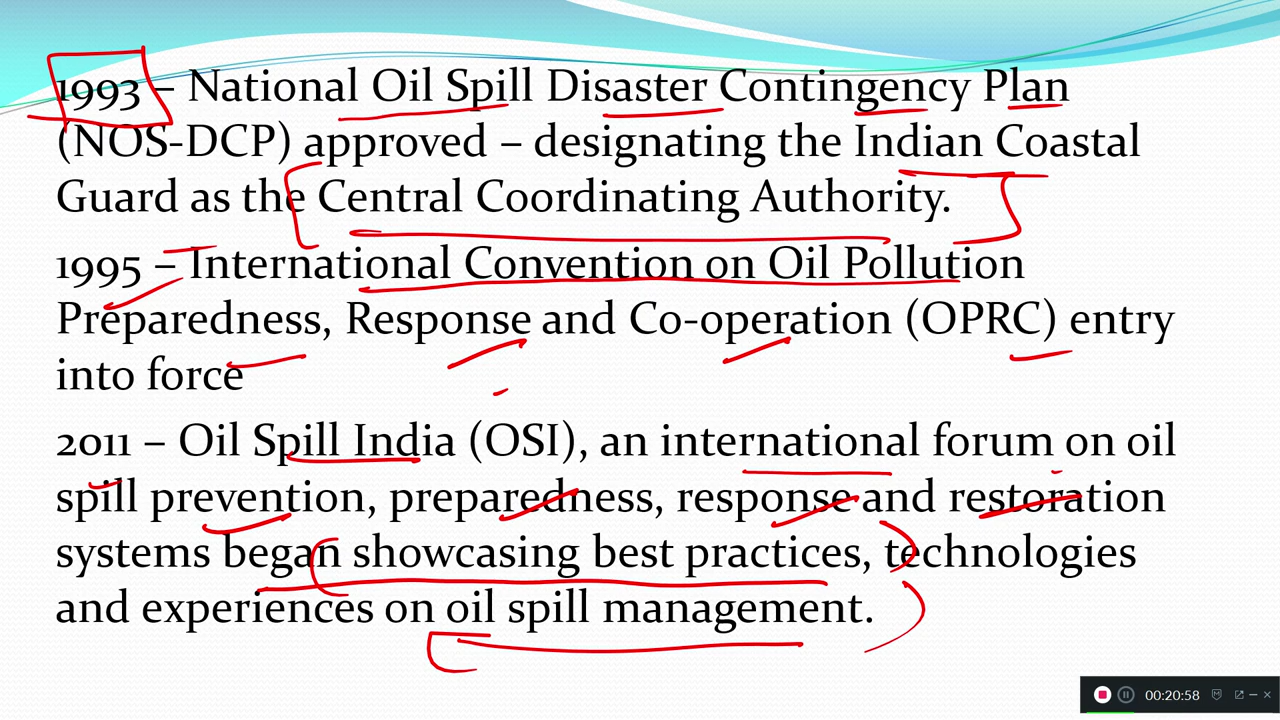 1993 – National Oil Spill Disaster Contingency Plan
(NOS-DCP) approved – designating the Indian Coastal
Guard as the Central Coordinating Authority.
1995 – International Convention on Oil Pollution
Preparedness, Response and Co-operation (OPRC) entry
into force
2011 – Oil Spill India (OSI), an international forum on oil
spill prevention, preparedness, response and restoration
systems began showcasing best practices, technologies
and experiences on oil spill management.
00:20:58